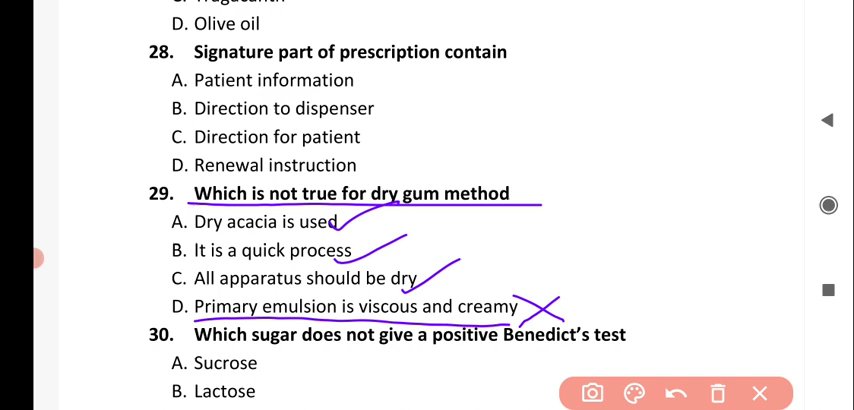 D. Olive oil
28. Signature part of prescription contain
A. Patient information
B. Direction to dispenser
C. Direction for patient
D. Renewal instruction
29. Which is not true for dry gum method
A. Dry acacia is used
B. It is a quick process
C. All apparatus should be dry
D. Primary emulsion is viscous and creamy
30. Which sugar does not give a positive Benedict's test
A. Sucrose
B. Lactose